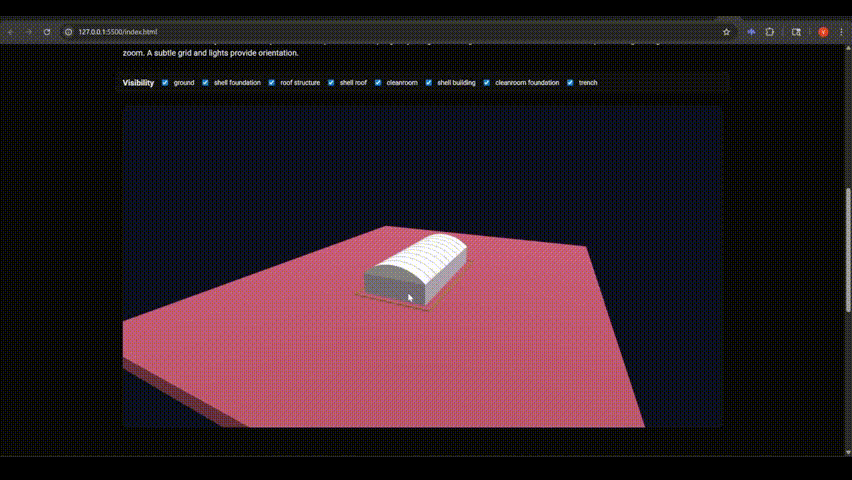 127.0.0.1:5500/index.html
zoom. A subtle grid and lights provide orientation.
Visibility ground shell foundation roof structure shell roof cleanroom shell building cleanroom foundation trench